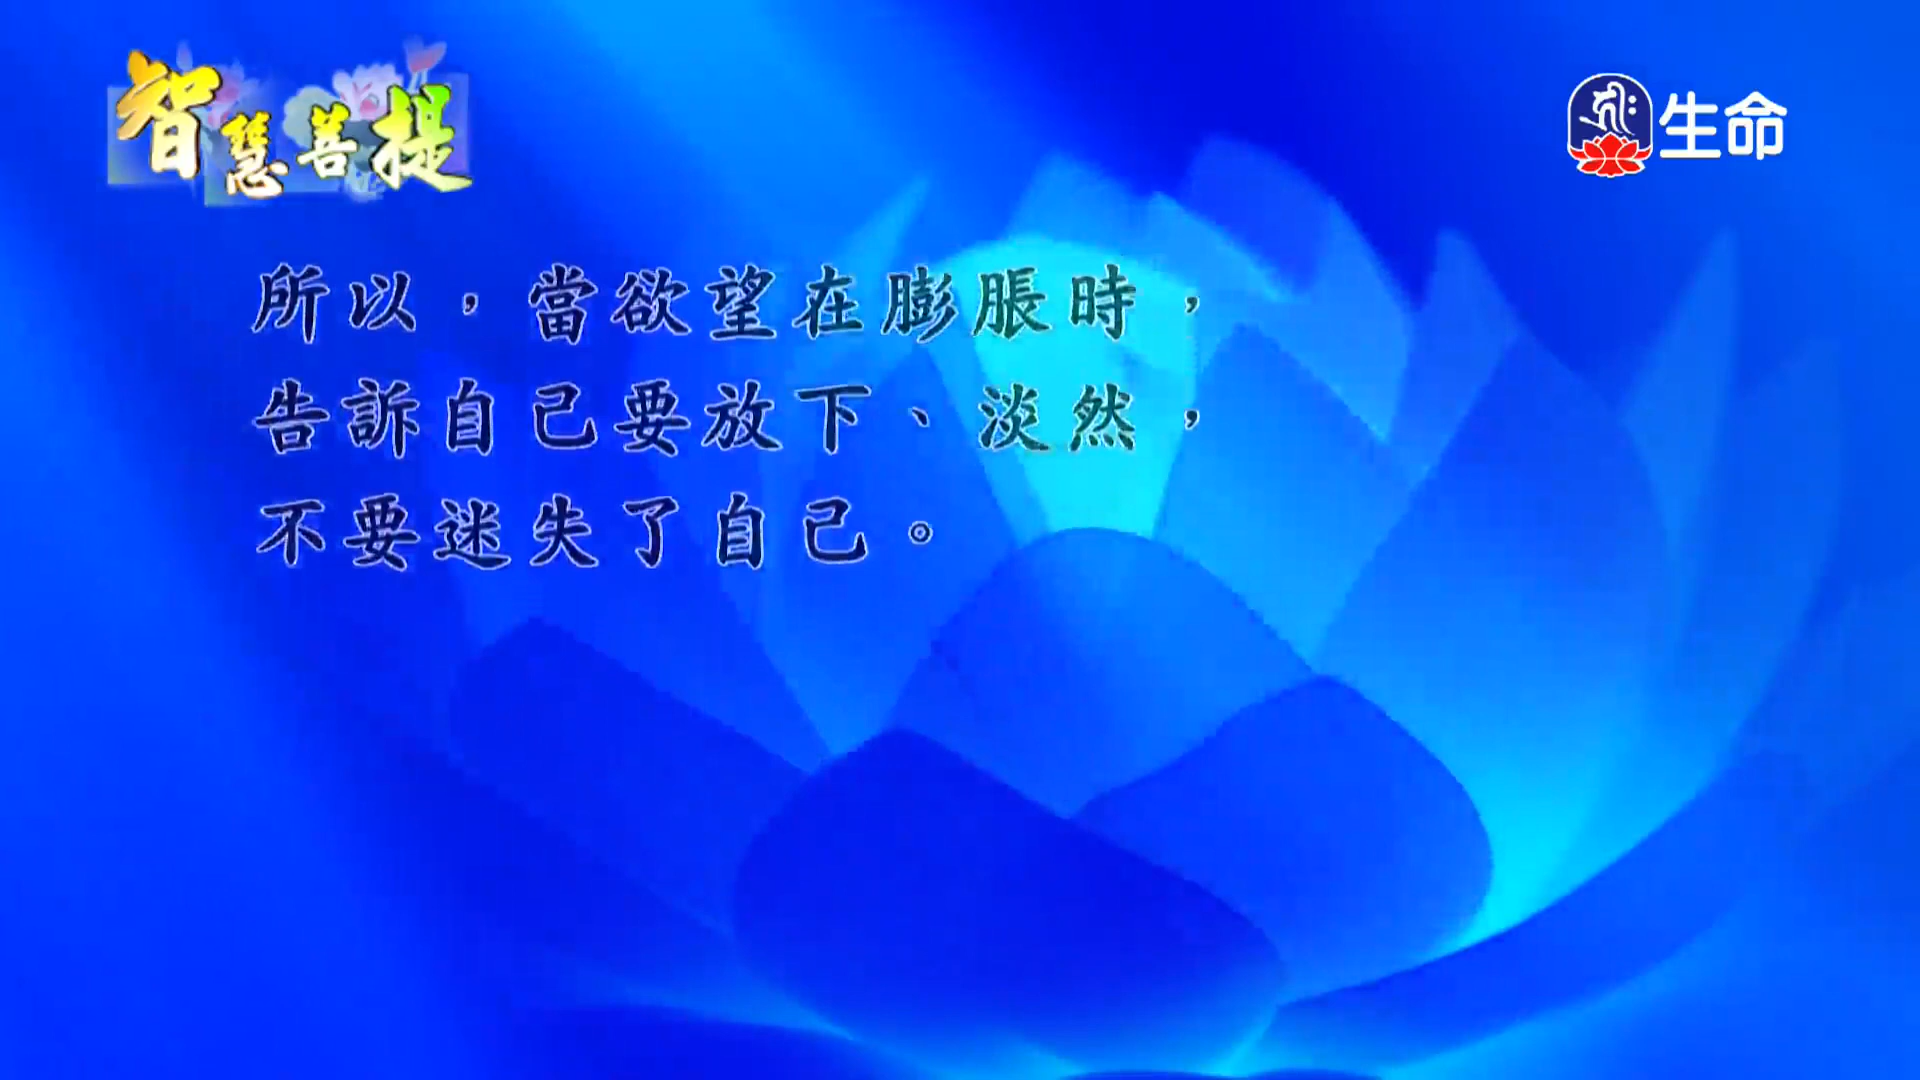 智慧菩提
生命
所以，當欲望在膨脹時，
告訴自己要放下、淡然，
不要迷失了自己。